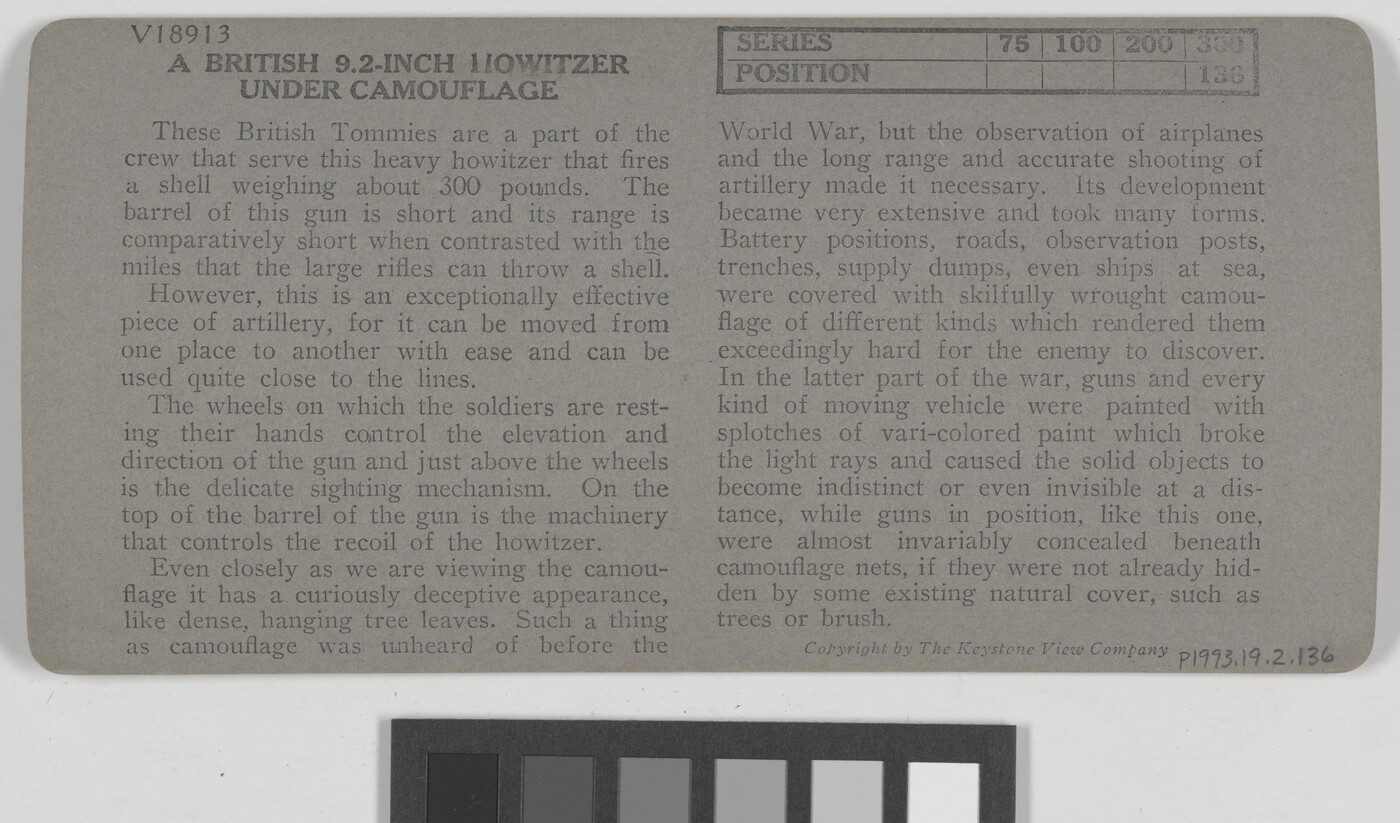 V18913
A BRITISH 9.2-INCH HOWITZER
UNDER CAMOUFLAGE
These British Tommies are a part of the
crew that serve this heavy howitzer that fires
a shell weighing about 300 pounds. The
barrel of this gun is short and its range is
comparatively short when contrasted with the
miles that the large rifles can throw a shell.
However, this is an exceptionally effective
piece of artillery, for it can be moved from
one place to another with ease and can be
used quite close to the lines.
The wheels on which the soldiers are rest-
ing their hands control the elevation and
direction of the gun and just above the wheels
is the delicate sighting mechanism. On the
top of the barrel of the gun is the machinery
that controls the recoil of the howitzer.
Even closely as we are viewing the camou-
flage it has a curiously deceptive appearance,
like dense, hanging tree leaves. Such a thing
as camouflage was unheard of before the
SERIES 75 100 200 300
POSITION 136
World War, but the observation of airplanes
and the long range and accurate shooting of
artillery made it necessary. Its development
became very extensive and took many forms.
Battery positions, roads, observation posts,
trenches, supply dumps, even ships at sea,
were covered with skilfully wrought camou-
flage of different kinds which rendered them
exceedingly hard for the enemy to discover.
In the latter part of the war, guns and every
kind of moving vehicle were painted with
splotches of vari-colored paint which broke
the light rays and caused the solid objects to
become indistinct or even invisible at a dis-
tance, while guns in position, like this one,
were almost invariably concealed beneath
camouflage nets, if they were not already hid-
den by some existing natural cover, such as
trees or brush.
Copyright by The Keystone View Company
P1993.19.2.136